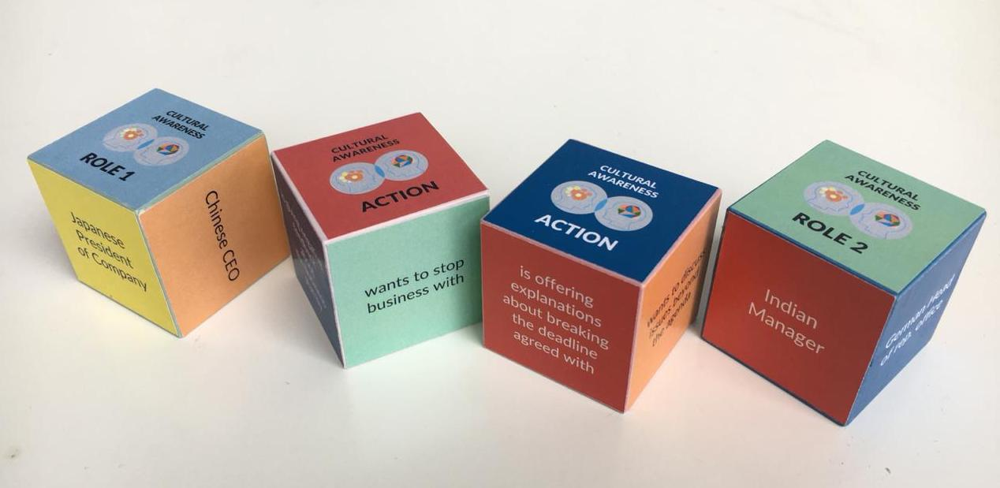 CULTURAL
AWARENESS
ROLE 1
Japanese
President
of Company
Chinese CEO
CULTURAL
AWARENESS
ACTION
wants to stop
business with
CULTURAL
AWARENESS
ACTION
is offering
explanations
about breaking
the deadline
agreed with
wants to discuss
issues beyond
the agenda
CULTURAL
AWARENESS
ROLE 2
Indian
Manager
German Head
of rep. office